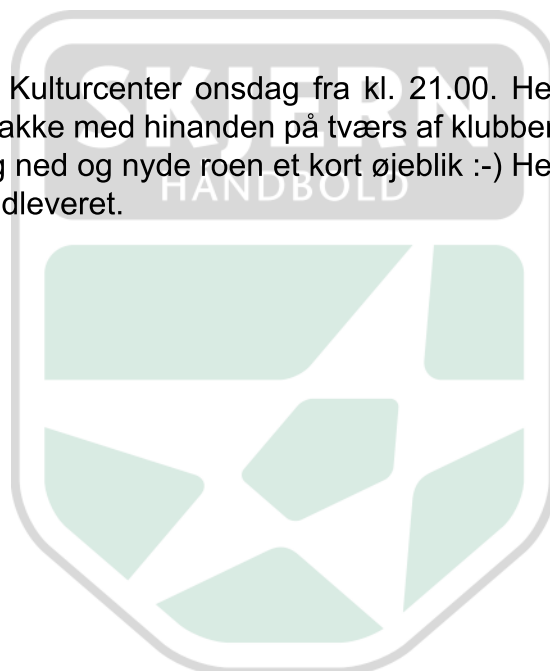 SKJERN
Kulturcenter onsdag fra kl. 21.00. He
akke med hinanden på tværs af klubber
g ned og nyde roen et kort øjeblik :-) He
HÅNDBOLD
dleveret.